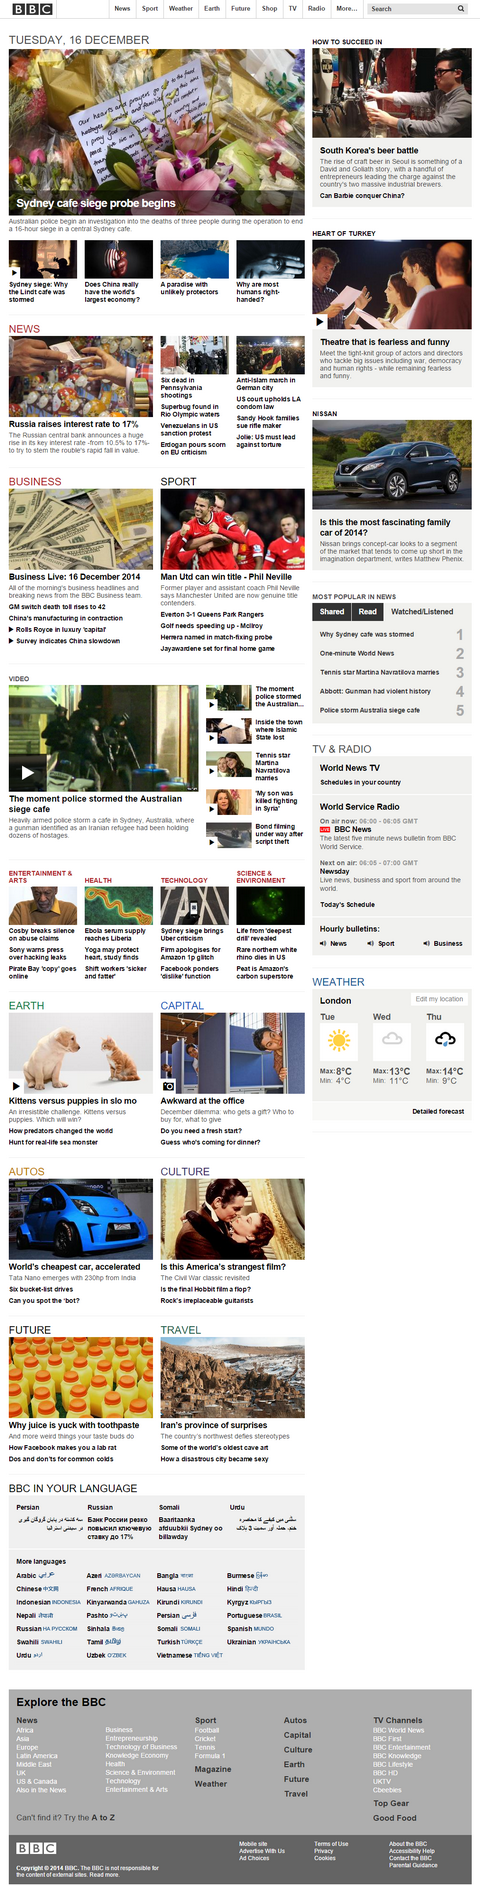 BBC
News
Sport
Weather
Earth
Future
Shop
TV
Radio
More...
Search
TUESDAY, 16 DECEMBER
Sydney cafe siege probe begins
Australian police begin an investigation into the deaths of three people during the operation to end
a 16-hour siege in a central Sydney cafe.
Sydney siege: Why
the Lindt cafe was
stormed
Does China really
have the world's
largest economy?
A paradise with
unlikely protectors
Why are most
humans right-
handed?
NEWS
Russia raises interest rate to 17%
The Russian central bank announces a huge
rise in its key interest rate -from 10.5% to 17%-
to try to stem the rouble's rapid fall in value.
Six dead in
Pennsylvania
shootings
Superbug found in
Rio Olympic waters
Venezuelans in US
sanction protest
Erdogan pours scorn
on EU criticism
Anti-Islam march in
German city
US court upholds LA
condom law
Sandy Hook families
sue rifle maker
Jolie: US must lead
against torture
BUSINESS
Business Live: 16 December 2014
All of the morning's business headlines and
breaking news from the BBC Business team.
GM switch death toll rises to 42
China's manufacturing in contraction
Rolls Royce in luxury 'capital'
Survey indicates China slowdown
SPORT
Man Utd can win title - Phil Neville
Former player and assistant coach Phil Neville
says Manchester United are now genuine title
contenders.
Everton 3-1 Queens Park Rangers
Golf needs speeding up - McIlroy
Herrera named in match-fixing probe
Jayawardene set for final home game
VIDEO
The moment police stormed the Australian
siege cafe
Heavily armed police storm a cafe in Sydney, Australia, where
a gunman identified as an Iranian refugee had been holding
dozens of hostages.
The moment
police stormed
the Australian...
Inside the town
where Islamic
State lost
Tennis star
Martina
Navratilova
marries
'My son was
killed fighting
in Syria'
Bond filming
under way after
script theft
ENTERTAINMENT &
ARTS
Cosby breaks silence
on abuse claims
Sony warns press
over hacking leaks
Pirate Bay 'copy' goes
online
HEALTH
Ebola serum supply
reaches Liberia
Yoga may protect
heart, study finds
Shift workers 'sicker
and fatter'
TECHNOLOGY
Sydney siege brings
Uber criticism
Firm apologises for
Amazon 1p glitch
Facebook ponders
'dislike' function
SCIENCE &
ENVIRONMENT
Life from 'deepest
drill' revealed
Rare northern white
rhino dies in US
Peat is Amazon's
carbon superstore
EARTH
Kittens versus puppies in slo mo
An irresistible challenge. Kittens versus
puppies. Which will win?
How predators changed the world
Hunt for real-life sea monster
CAPITAL
Awkward at the office
December dilemma: who gets a gift? Who to
buy for, what to give
Do you need a fresh start?
Guess who's coming for dinner?
AUTOS
World's cheapest car, accelerated
Tata Nano emerges with 230hp from India
Six bucket-list drives
Can you spot the 'bot?
CULTURE
Is this America's strangest film?
The Civil War classic revisited
Is the final Hobbit film a flop?
Rock's irreplaceable guitarists
FUTURE
Why juice is yuck with toothpaste
And more weird things your taste buds do
How Facebook makes you a lab rat
Dos and don'ts for common colds
TRAVEL
Iran's province of surprises
The country's northwest defies stereotypes
Some of the world's oldest cave art
How a disastrous city became sexy
BBC IN YOUR LANGUAGE
Persian
Russian
Банк России резко
повысил ключевую
ставку до 17%
Somali
Baaritaanka
afduubkii Sydney oo
billawday
Urdu
More languages
Arabic عربي
Azeri AZƏRBAYCAN
Bangla বাংলা
Burmese
Chinese 中文网
French AFRIQUE
Hausa HAUSA
Hindi हिन्दी
Indonesian INDONESIA
Kinyarwanda GAHUZA
Kirundi KIRUNDI
Kyrgyz КЫРГЫЗ
Nepali नेपाली
Pashto پښتو
Persian فارسی
Portuguese BRASIL
Russian НА РУССКОМ
Sinhala සිංහල
Somali SOMALI
Spanish MUNDO
Swahili SWAHILI
Tamil தமிழ்
Turkish TÜRKÇE
Ukrainian УКРАЇНСЬКА
Urdu اردو
Uzbek O'ZBEK
Vietnamese TIẾNG VIỆT
HOW TO SUCCEED IN
South Korea's beer battle
The rise of craft beer in Seoul is something of a
David and Goliath story, with a handful of
entrepreneurs leading the charge against the
country's two massive industrial brewers.
Can Barbie conquer China?
HEART OF TURKEY
Theatre that is fearless and funny
Meet the tight-knit group of actors and directors
who tackle big issues including war, democracy
and human rights - while remaining fearless
and funny.
NISSAN
Is this the most fascinating family
car of 2014?
Nissan brings concept-car looks to a segment
of the market that tends to come up short in the
imagination department, writes Matthew Phenix.
MOST POPULAR IN NEWS
Shared
Read
Watched/Listened
Why Sydney cafe was stormed 1
One-minute World News 2
Tennis star Martina Navratilova marries 3
Abbott: Gunman had violent history 4
Police storm Australia siege cafe 5
TV & RADIO
World News TV
Schedules in your country
World Service Radio
On air now: 06:00 - 06:05 GMT
LIVE BBC News
The latest five minute news bulletin from BBC
World Service.
Next on air: 06:05 - 07:00 GMT
Newsday
Live news, business and sport from around the
world.
Today's Schedule
Hourly bulletins:
News
Sport
Business
WEATHER
London
Edit my location
Tue
Wed
Thu
Max: 8°C
Min: 4°C
Max: 13°C
Min: 11°C
Max: 14°C
Min: 9°C
Detailed forecast
Explore the BBC
News
Africa
Asia
Europe
Latin America
Middle East
UK
US & Canada
Also in the News
Business
Entrepreneurship
Technology of Business
Knowledge Economy
Health
Science & Environment
Technology
Entertainment & Arts
Sport
Football
Cricket
Tennis
Formula 1
Magazine
Weather
Autos
Capital
Culture
Earth
Future
Travel
TV Channels
BBC World News
BBC First
BBC Entertainment
BBC Knowledge
BBC Lifestyle
BBC HD
UKTV
Cbeebies
Top Gear
Good Food
Can't find it? Try the A to Z
BBC
Copyright © 2014 BBC. The BBC is not responsible for
the content of external sites. Read more.
Mobile site
Advertise With Us
Ad Choices
Terms of Use
Privacy
Cookies
About the BBC
Accessibility Help
Contact the BBC
Parental Guidance